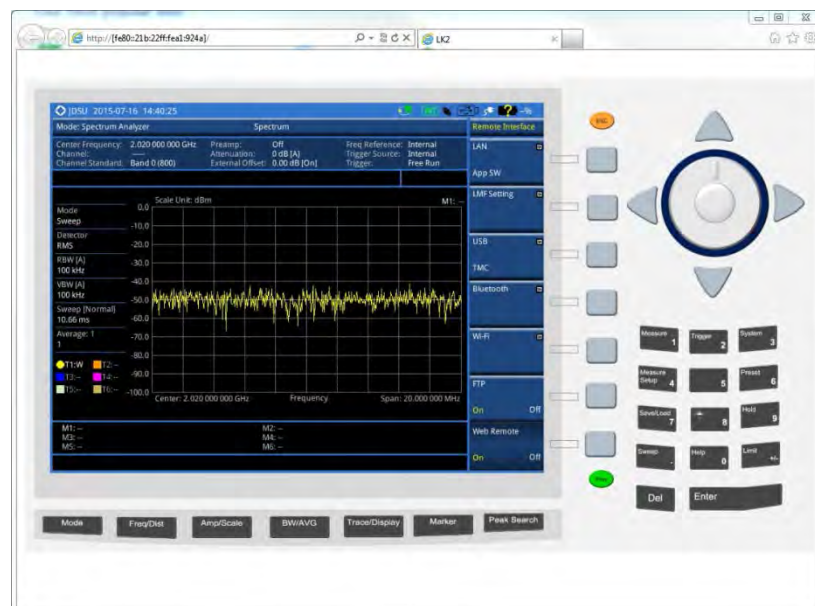 http://[fe80::21b:22ff:fea1:924a]/
LK2
JDSU 2015-07-16 14:40:25
Mode: Spectrum Analyzer
Spectrum
Remote Interface
Center Frequency: 2.020 000 000 GHz
Channel: -----
Channel Standard: Band 0 (800)
Preamp: Off
Attenuation: 0 dB [A]
External Offset: 0.00 dB [On]
Freq Reference: Internal
Trigger Source: Internal
Trigger: Free Run
LAN
App SW
LMF Setting
USB
TMC
Bluetooth
Wi-Fi
FTP
On Off
Web Remote
On Off
Mode
Sweep
Detector
RMS
RBW [A]
100 kHz
VBW [A]
100 kHz
Sweep [Normal]
10.66 ms
Average: 1
1
T1:W T2:--
T3:-- T4:--
T5:-- T6:--
Scale Unit: dBm
M1: --
0.0
-10.0
-20.0
-30.0
-40.0
-50.0
-60.0
-70.0
-80.0
-90.0
-100.0
Center: 2.020 000 000 GHz
Frequency
Span: 20.000 000 MHz
M1: --
M2: --
M3: --
M4: --
M5: --
M6: --
ESC
Measure 1
Trigger 2
System 3
Measure Setup 4
5
Preset 6
Save/Load 7
8
Hold 9
Sweep .
Help 0
Limit +/-
Del
Enter
Mode
Freq/Dist
Amp/Scale
BW/AVG
Trace/Display
Marker
Peak Search